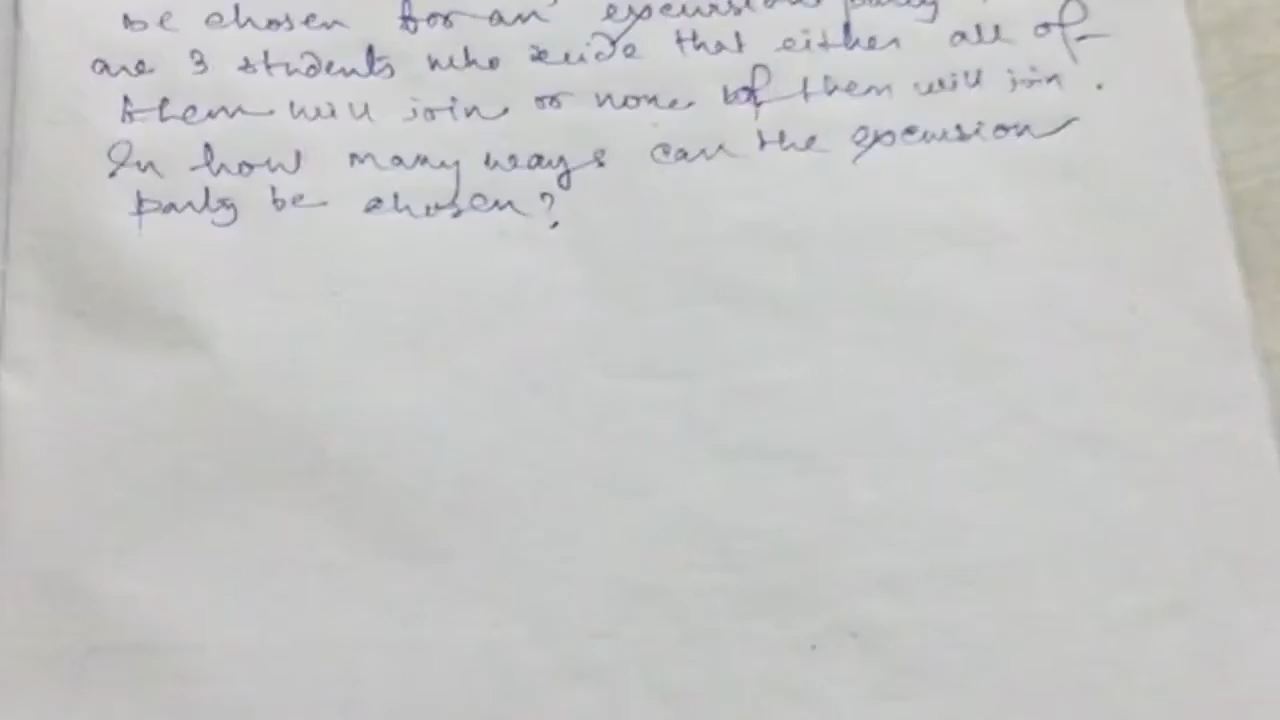 be chosen for an excursion party
are 3 students who decide that either all of
them will join or none of them will join.
In how many ways can the excursion
party be chosen?